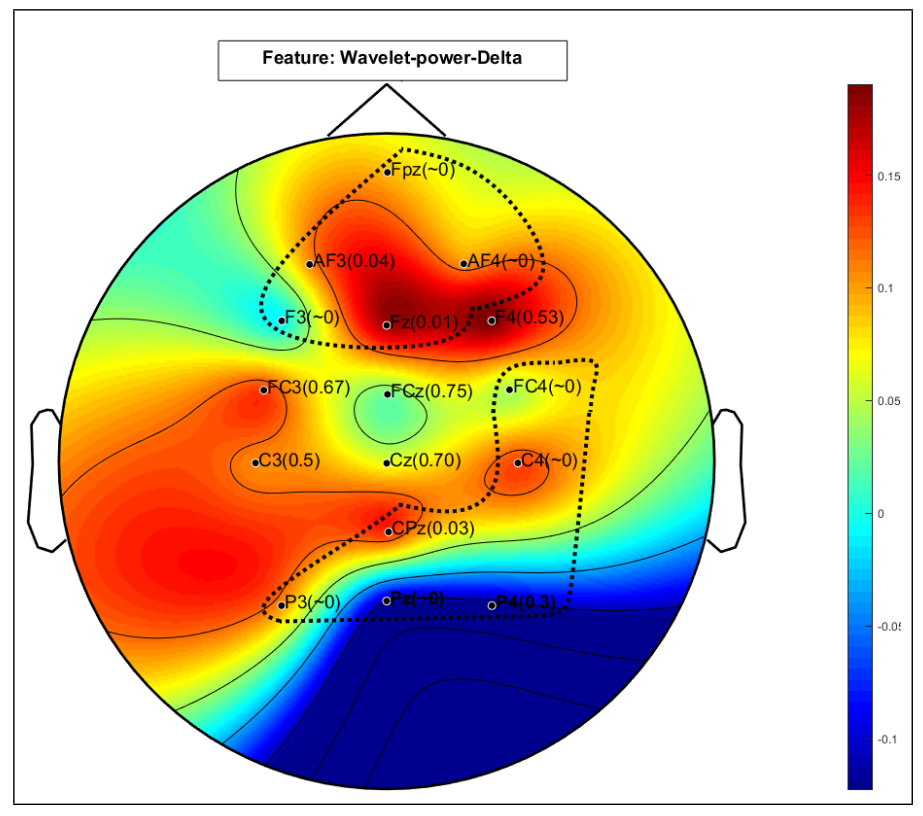 Feature: Wavelet-power-Delta
Fpz(~0)
AF3(0.04)
AF4(~0)
F3(~0)
Fz(0.01)
F4(0.53)
FC3(0.67)
FCz(0.75)
FC4(~0)
C3(0.5)
Cz(0.70)
C4(~0)
CPz(0.03)
P3(~0)
Pz(~0)
P4(0.3)
0.15
0.1
0.05
0
-0.05
-0.1